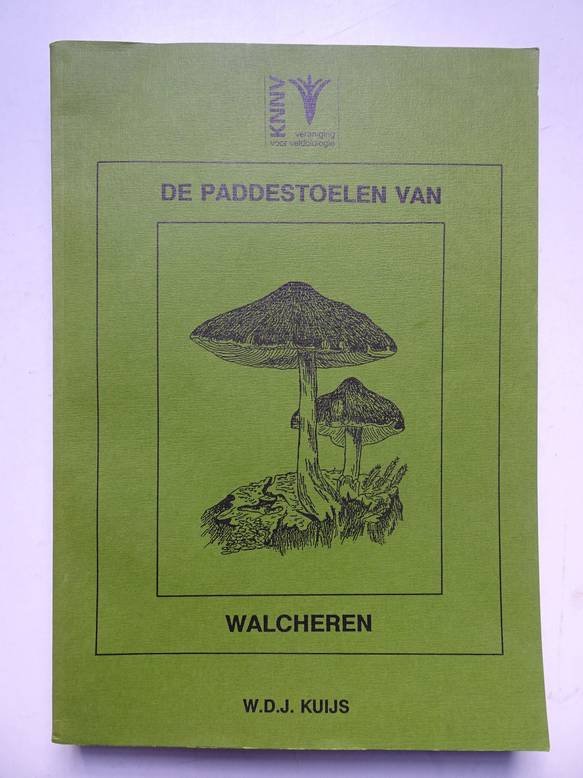 KNNV
vereniging
voor veldbiologie
DE PADDESTOELEN VAN
WALCHEREN
W.D.J. KUIJS